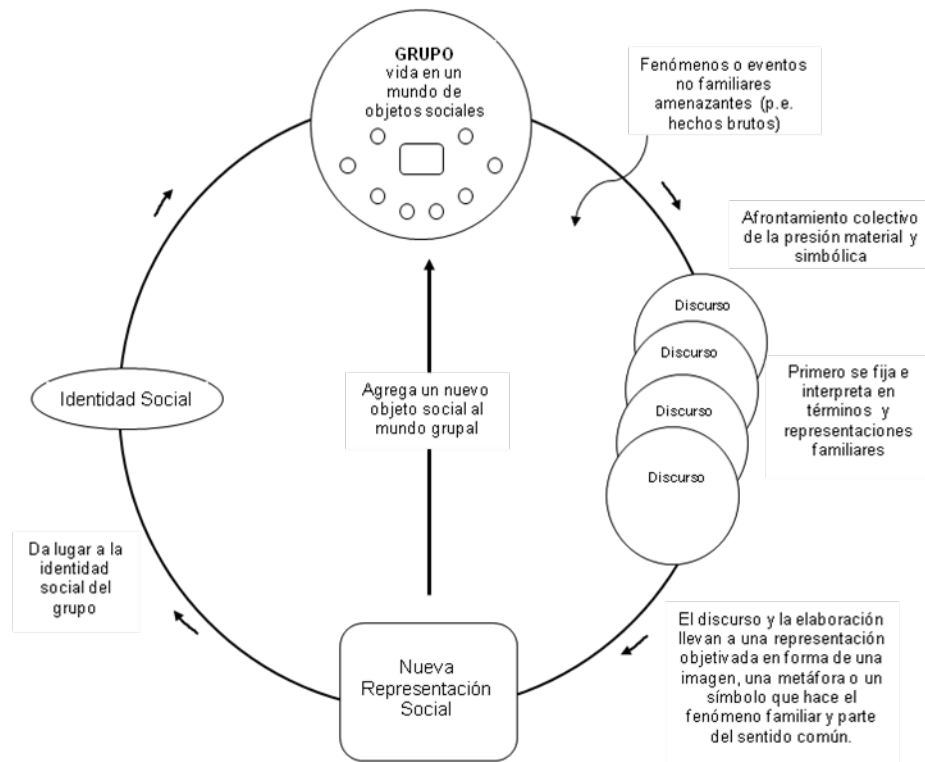 GRUPO
vida en un
mundo de
objetos sociales
Fenómenos o eventos
no familiares
amenazantes (p.e.
hechos brutos)
Afrontamiento colectivo
de la presión material y
simbólica
Discurso
Discurso
Discurso
Discurso
Primero se fija e
interpreta en
términos y
representaciones
familiares
Identidad Social
Agrega un nuevo
objeto social al
mundo grupal
Da lugar a la
identidad
social del
grupo
Nueva
Representación
Social
El discurso y la elaboración
llevan a una representación
objetivada en forma de una
imagen, una metáfora o un
símbolo que hace el
fenómeno familiar y parte
del sentido común.